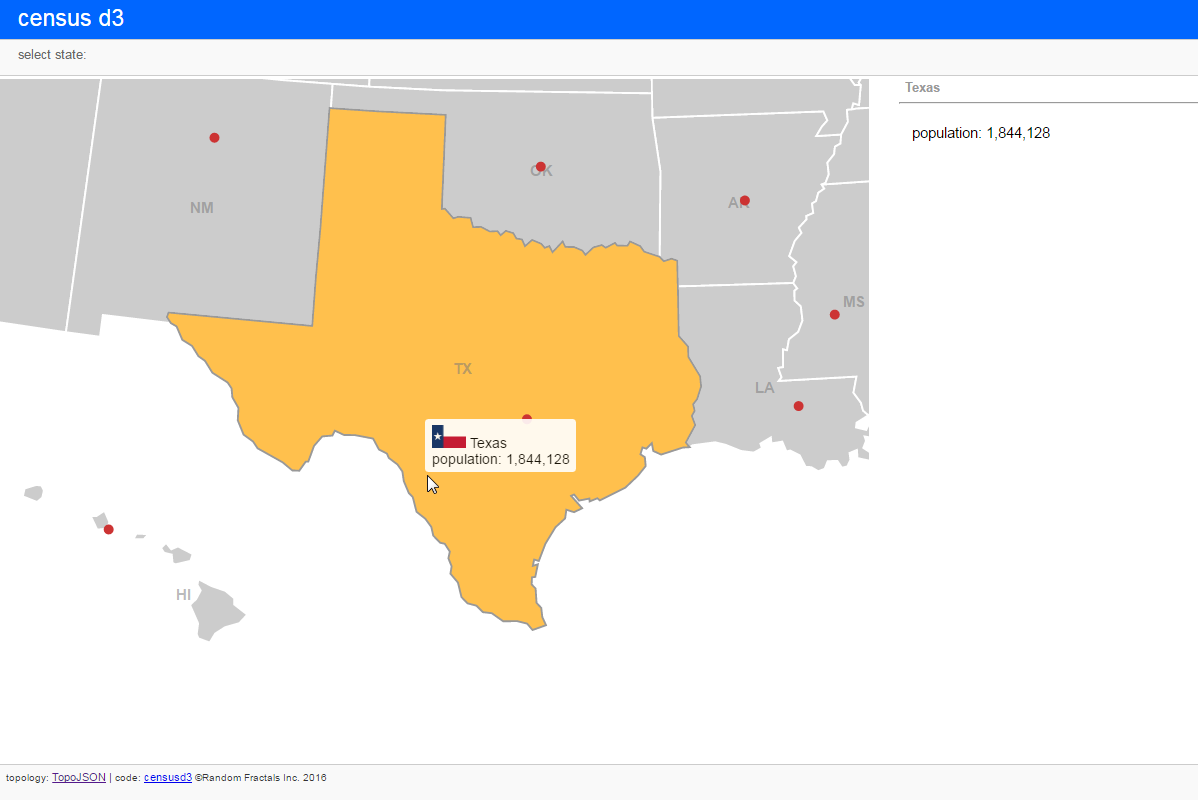 census d3
select state:
Texas
population: 1,844,128
NM
OK
AR
MS
TX
LA
Texas
population: 1,844,128
HI
topology: TopoJSON | code: censusd3 ©Random Fractals Inc. 2016